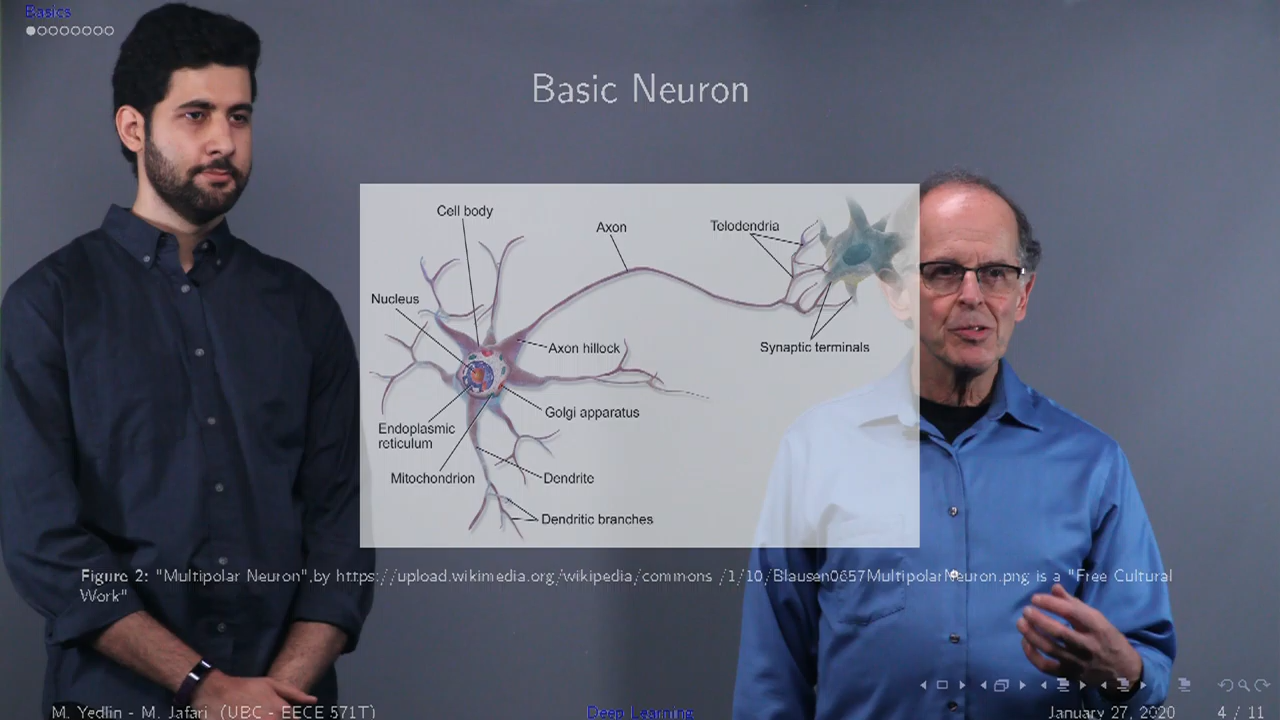 Basics
Basic Neuron
Cell body
Axon
Telodendria
Nucleus
Axon hillock
Synaptic terminals
Golgi apparatus
Endoplasmic
reticulum
Mitochondrion
Dendrite
Dendritic branches
Figure 2: "Multipolar Neuron",by https://upload.wikimedia.org/wikipedia/commons /1/10/Blausen0657MultipolarNeuron.png is a "Free Cultural
Work"
M. Yedlin - M. Jafari (UBC - EECE 571T)
Deep Learning
January 27, 2020
4 / 11